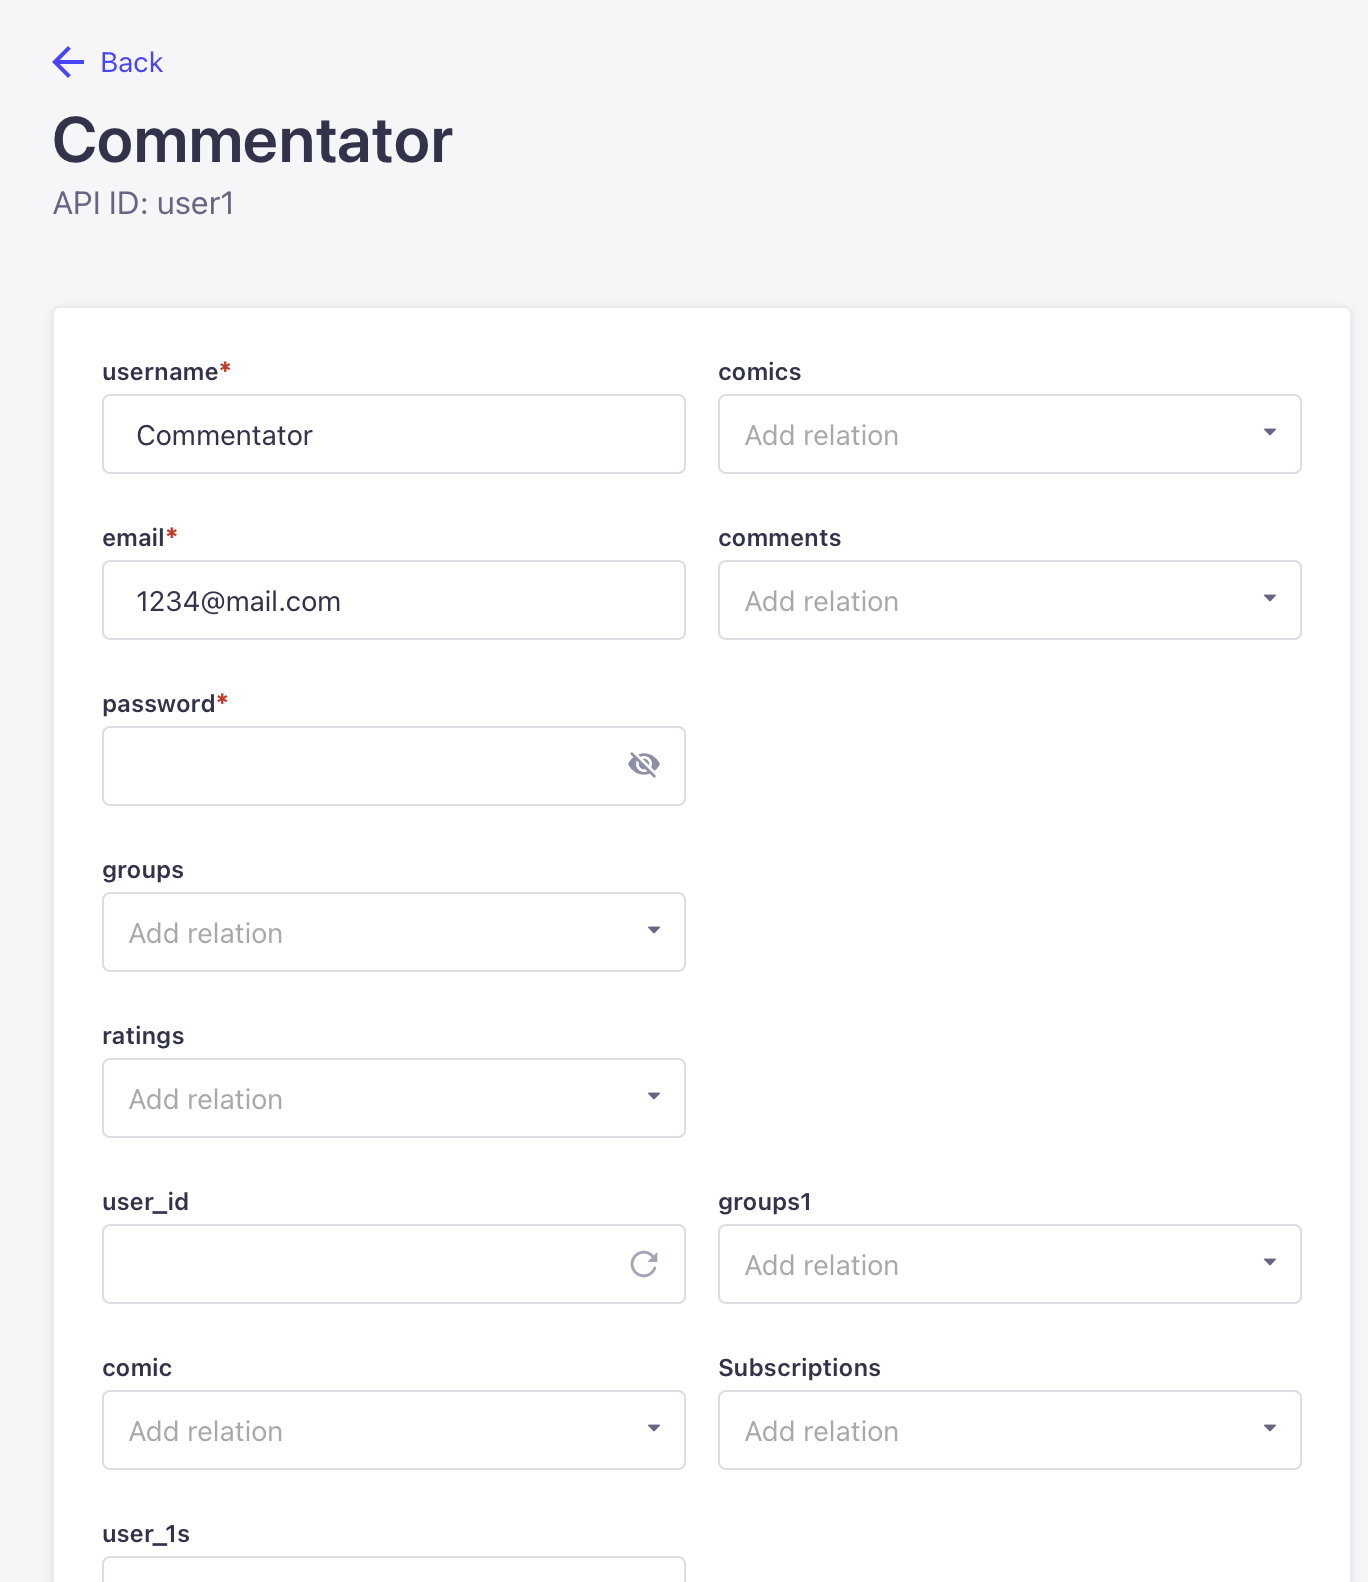 Back
Commentator
API ID: user1
username*
comics
Commentator
Add relation
email*
comments
1234@mail.com
Add relation
password*
groups
Add relation
ratings
Add relation
user_id
groups1
Add relation
comic
Subscriptions
Add relation
Add relation
user_1s